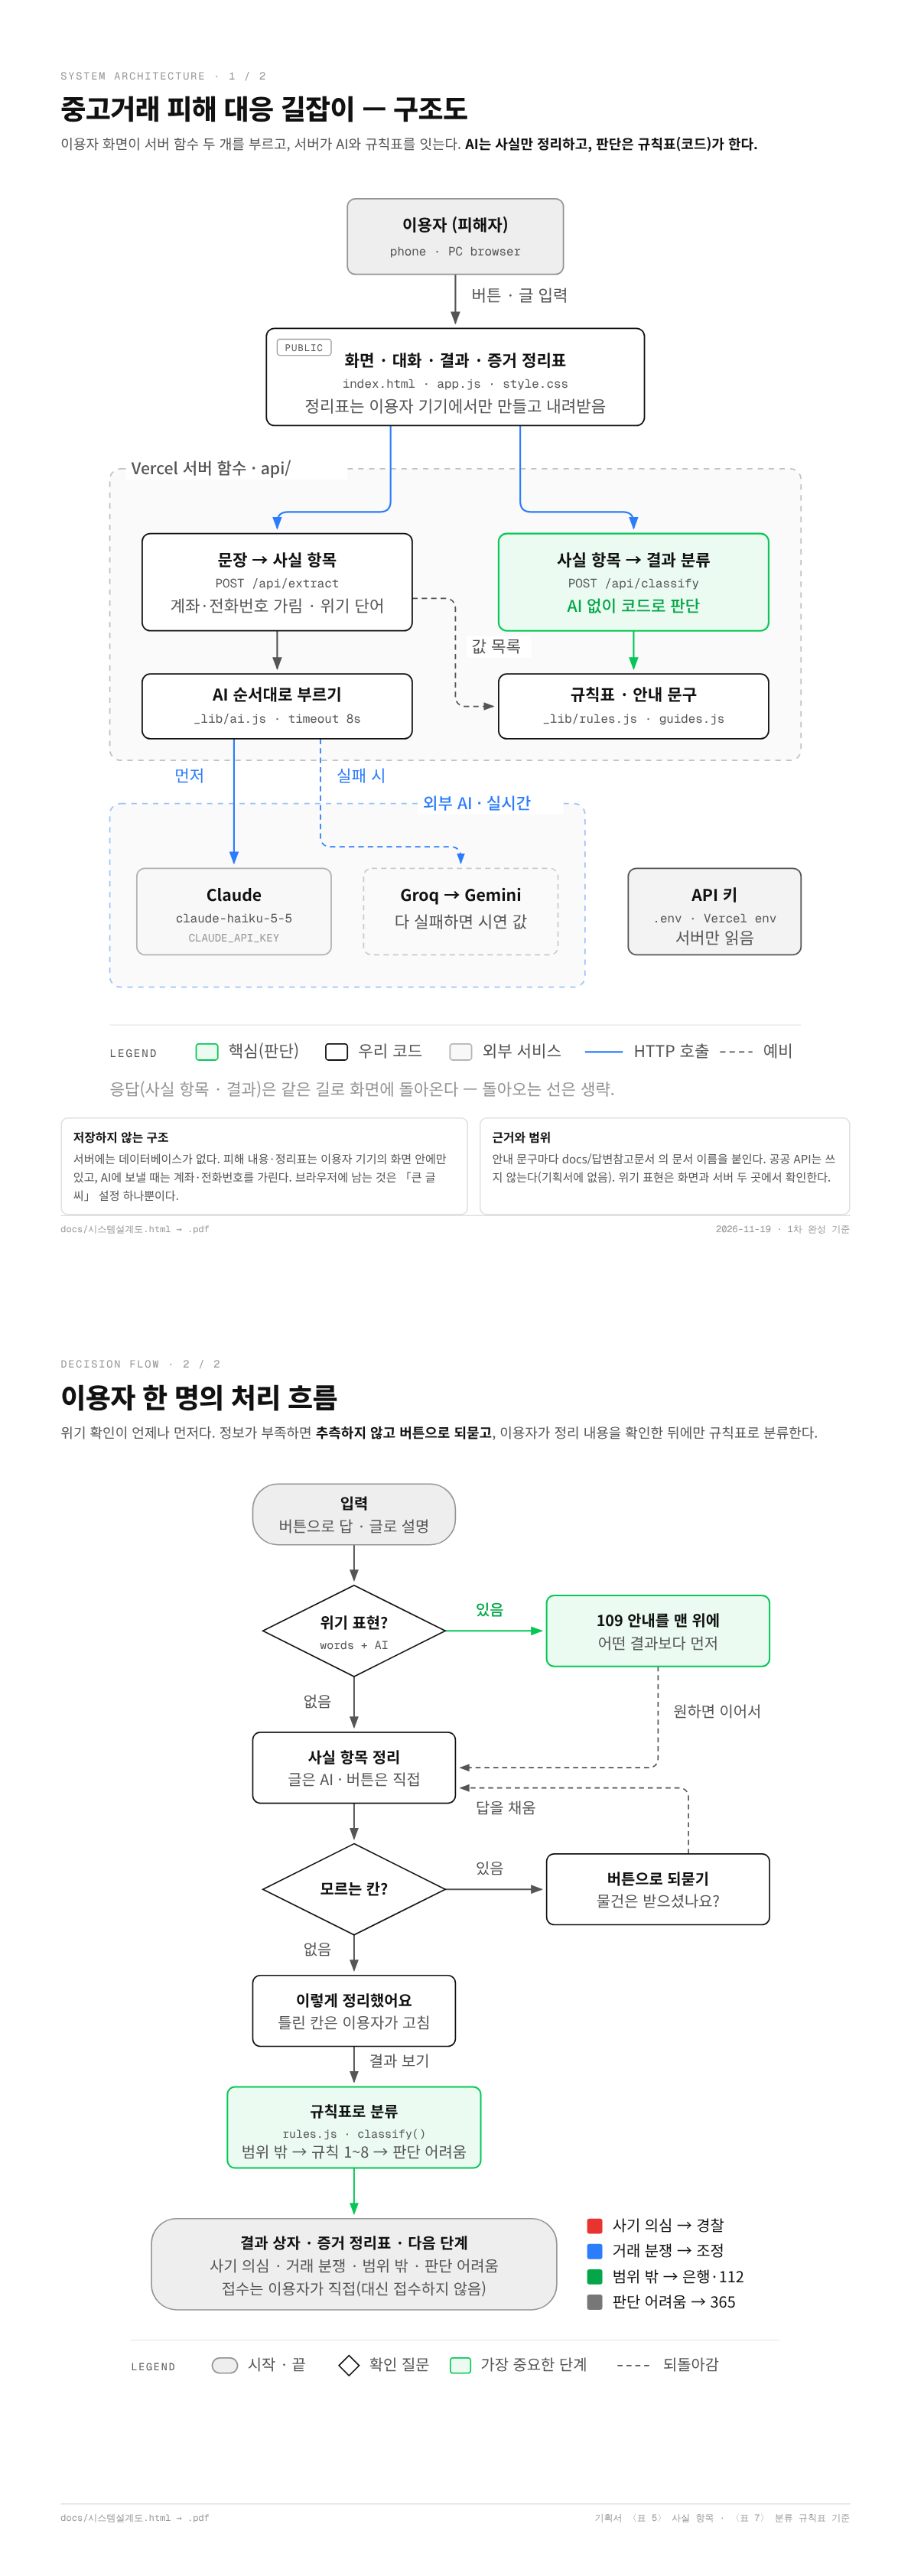 SYSTEM ARCHITECTURE · 1 / 2
중고거래 피해 대응 길잡이 — 구조도
이용자 화면이 서버 함수 두 개를 부르고, 서버가 AI와 규칙표를 잇는다. AI는 사실만 정리하고, 판단은 규칙표(코드)가 한다.
이용자 (피해자)
phone · PC browser
버튼 · 글 입력
PUBLIC
화면 · 대화 · 결과 · 증거 정리표
index.html · app.js · style.css
정리표는 이용자 기기에서만 만들고 내려받음
Vercel 서버 함수 · api/
문장 → 사실 항목
POST /api/extract
계좌·전화번호 가림 · 위기 단어
사실 항목 → 결과 분류
POST /api/classify
AI 없이 코드로 판단
값 목록
AI 순서대로 부르기
_lib/ai.js · timeout 8s
규칙표 · 안내 문구
_lib/rules.js · guides.js
먼저
실패 시
외부 AI · 실시간
Claude
claude-haiku-5-5
CLAUDE_API_KEY
Groq → Gemini
다 실패하면 시연 값
API 키
.env · Vercel env
서버만 읽음
LEGEND
핵심(판단)
우리 코드
외부 서비스
HTTP 호출
예비
응답(사실 항목 · 결과)은 같은 길로 화면에 돌아온다 — 돌아오는 선은 생략.
저장하지 않는 구조
서버에는 데이터베이스가 없다. 피해 내용·정리표는 이용자 기기의 화면 안에만
있고, AI에 보낼 때는 계좌·전화번호를 가린다. 브라우저에 남는 것은 「큰 글
씨」 설정 하나뿐이다.
근거와 범위
안내 문구마다 docs/답변참고문서 의 문서 이름을 붙인다. 공공 API는 쓰
지 않는다(기획서에 없음). 위기 표현은 화면과 서버 두 곳에서 확인한다.
docs/시스템설계도.html → .pdf
2026-11-19 · 1차 완성 기준
DECISION FLOW · 2 / 2
이용자 한 명의 처리 흐름
위기 확인이 언제나 먼저다. 정보가 부족하면 추측하지 않고 버튼으로 되묻고, 이용자가 정리 내용을 확인한 뒤에만 규칙표로 분류한다.
입력
버튼으로 답 · 글로 설명
위기 표현?
words + AI
있음
109 안내를 맨 위에
어떤 결과보다 먼저
없음
원하면 이어서
사실 항목 정리
글은 AI · 버튼은 직접
답을 채움
모르는 칸?
있음
버튼으로 되묻기
물건은 받으셨나요?
없음
이렇게 정리했어요
틀린 칸은 이용자가 고침
결과 보기
규칙표로 분류
rules.js · classify()
범위 밖 → 규칙 1~8 → 판단 어려움
결과 상자 · 증거 정리표 · 다음 단계
사기 의심 · 거래 분쟁 · 범위 밖 · 판단 어려움
접수는 이용자가 직접(대신 접수하지 않음)
사기 의심 → 경찰
거래 분쟁 → 조정
범위 밖 → 은행·112
판단 어려움 → 365
LEGEND
시작 · 끝
확인 질문
가장 중요한 단계
되돌아감
docs/시스템설계도.html → .pdf
기획서 〈표 5〉 사실 항목 · 〈표 7〉 분류 규칙표 기준